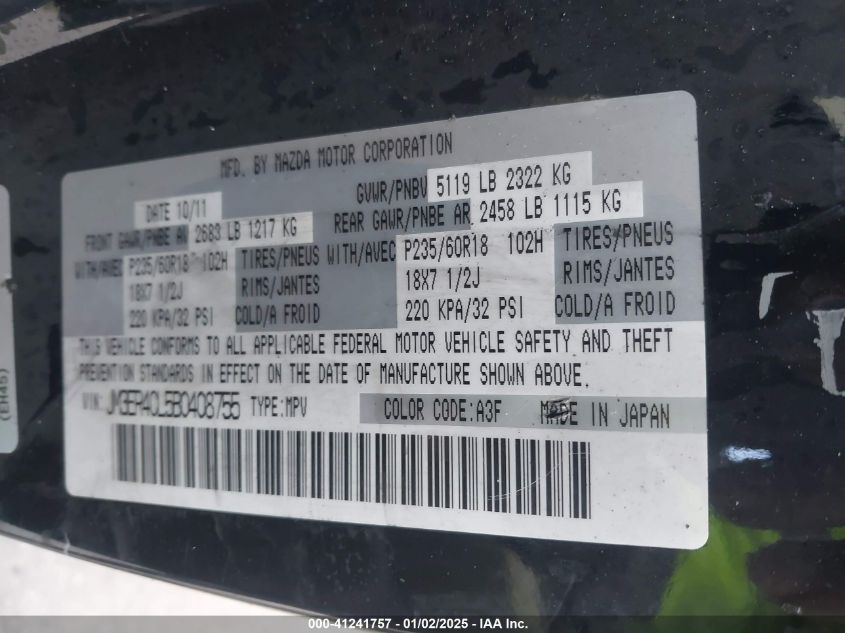 MFD. BY MAZDA MOTOR CORPORATION
DATE 10/11 GVWR/PNBV 5119 LB 2322 KG
FRONT GAWR/PNBE AV 2683 LB 1217 KG REAR GAWR/PNBE AR 2458 LB 1115 KG
WITH/AVEC P235/60R18 102H TIRES/PNEUS WITH/AVEC P235/60R18 102H TIRES/PNEUS
18X7 1/2J RIMS/JANTES 18X7 1/2J RIMS/JANTES
220 KPA/32 PSI COLD/A FROID 220 KPA/32 PSI COLD/A FROID
THIS VEHICLE CONFORMS TO ALL APPLICABLE FEDERAL MOTOR VEHICLE SAFETY AND THEFT
PREVENTION STANDARDS IN EFFECT ON THE DATE OF MANUFACTURE SHOWN ABOVE.
VIN: JM3ER4CL5B0408755 TYPE:MPV COLOR CODE:A3F MADE IN JAPAN
(EH45)
000-41241757 - 01/02/2025 - © IAA Inc.